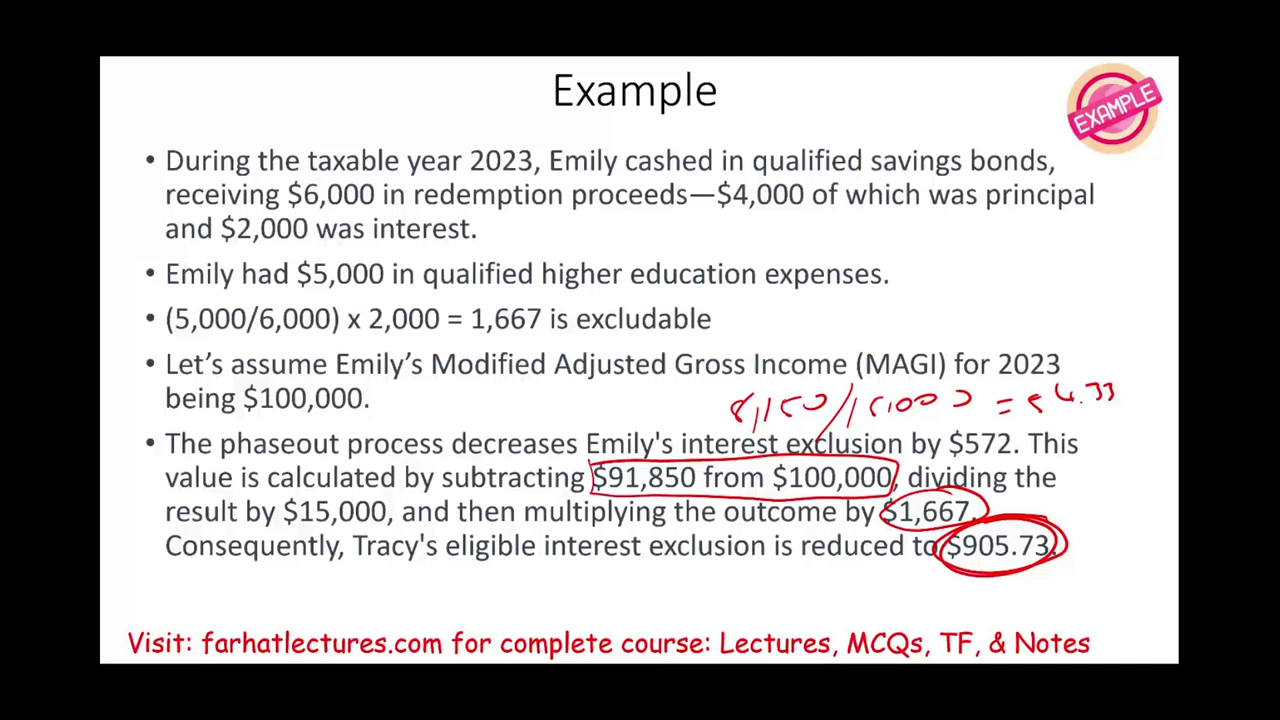 Example
EXAMPLE
• During the taxable year 2023, Emily cashed in qualified savings bonds,
receiving $6,000 in redemption proceeds—$4,000 of which was principal
and $2,000 was interest.
• Emily had $5,000 in qualified higher education expenses.
• (5,000/6,000) x 2,000 = 1,667 is excludable
• Let’s assume Emily’s Modified Adjusted Gross Income (MAGI) for 2023
being $100,000.
8,150/15,000 = 54.33
• The phaseout process decreases Emily's interest exclusion by $572. This
value is calculated by subtracting $91,850 from $100,000, dividing the
result by $15,000, and then multiplying the outcome by $1,667.
Consequently, Tracy's eligible interest exclusion is reduced to $905.73.
Visit: farhatlectures.com for complete course: Lectures, MCQs, TF, & Notes